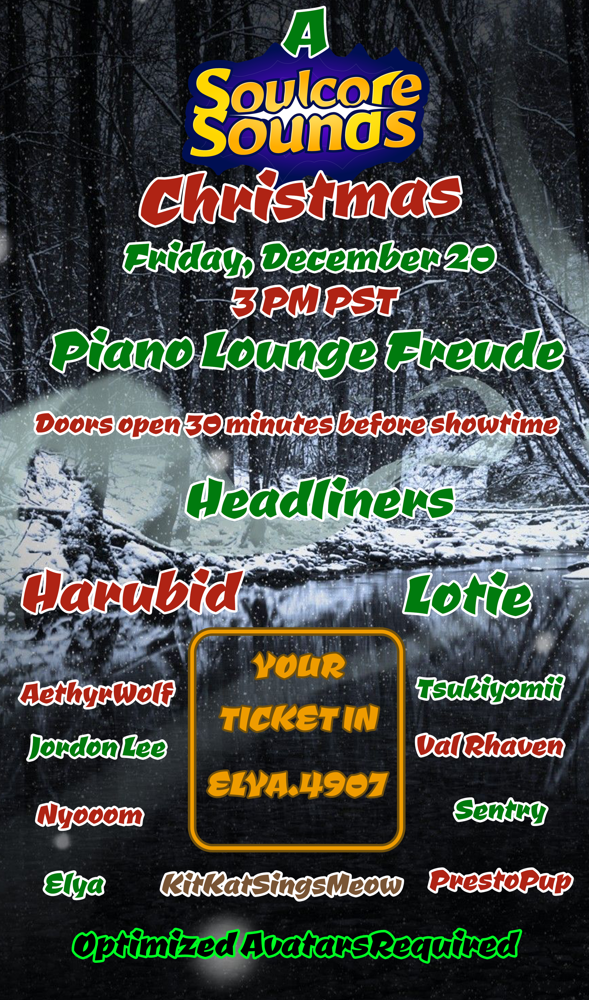 A
Soulcore
Sounds
Christmas
Friday, December 20
3 PM PST
Piano Lounge Freude
Doors open 30 minutes before showtime
Headliners
Harubid Lotie
YOUR
TICKET IN
ELYA.4907
AethyrWolf Tsukiyomii
Jordon Lee Val Rhaven
Nyooom Sentry
Elya KitKatSingsMeow PrestoPup
Optimized AvatarsRequired